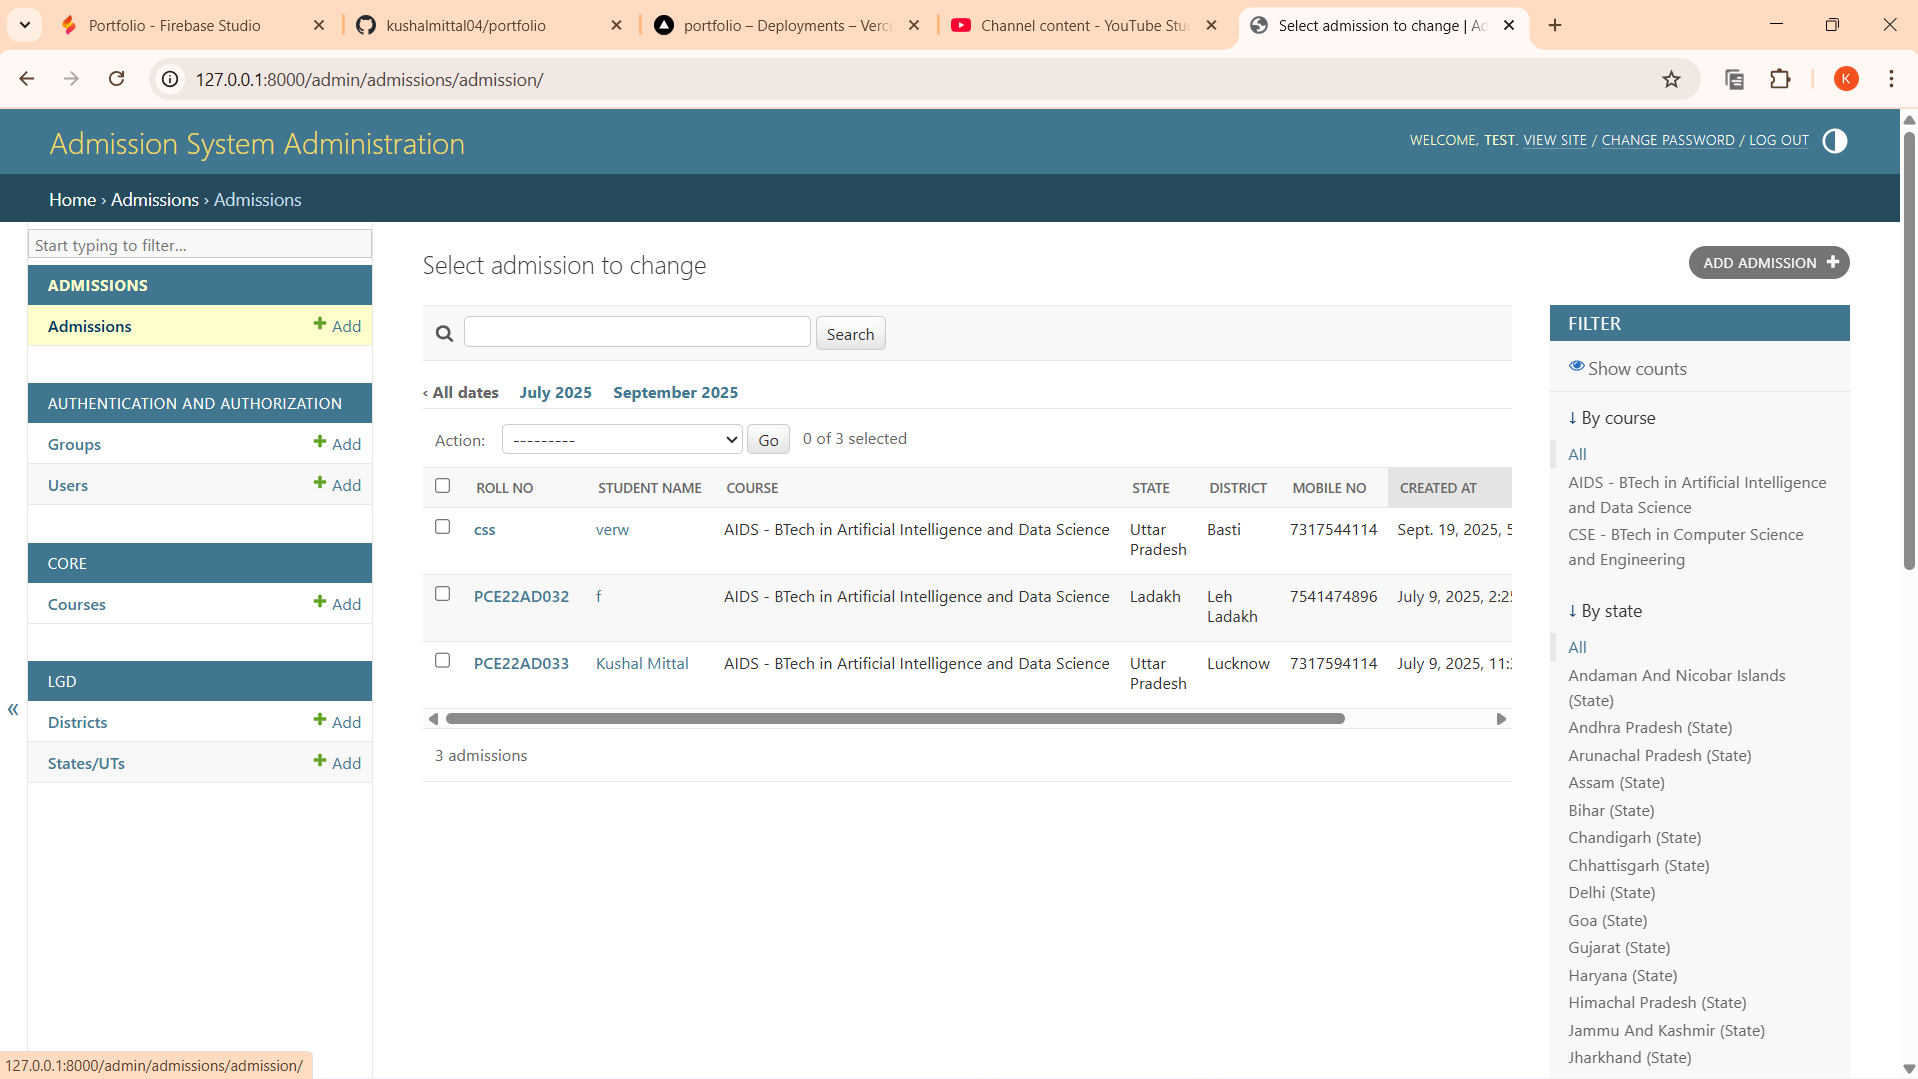 Portfolio - Firebase Studio
kushalmittal04/portfolio
portfolio – Deployments – Verc
Channel content - YouTube Stu
Select admission to change | Ad
127.0.0.1:8000/admin/admissions/admission/
K
Admission System Administration
WELCOME, TEST. VIEW SITE / CHANGE PASSWORD / LOG OUT
Home › Admissions › Admissions
Start typing to filter...
ADMISSIONS
Admissions Add
AUTHENTICATION AND AUTHORIZATION
Groups Add
Users Add
CORE
Courses Add
LGD
Districts Add
States/UTs Add
«
Select admission to change
ADD ADMISSION +
Search
‹ All dates July 2025 September 2025
Action: --------- Go 0 of 3 selected
ROLL NO STUDENT NAME COURSE STATE DISTRICT MOBILE NO CREATED AT
css verw AIDS - BTech in Artificial Intelligence and Data Science Uttar Pradesh Basti 7317544114 Sept. 19, 2025, 5
PCE22AD032 f AIDS - BTech in Artificial Intelligence and Data Science Ladakh Leh Ladakh 7541474896 July 9, 2025, 2:25
PCE22AD033 Kushal Mittal AIDS - BTech in Artificial Intelligence and Data Science Uttar Pradesh Lucknow 7317594114 July 9, 2025, 11:
3 admissions
FILTER
Show counts
↓ By course
All
AIDS - BTech in Artificial Intelligence
and Data Science
CSE - BTech in Computer Science
and Engineering
↓ By state
All
Andaman And Nicobar Islands
(State)
Andhra Pradesh (State)
Arunachal Pradesh (State)
Assam (State)
Bihar (State)
Chandigarh (State)
Chhattisgarh (State)
Delhi (State)
Goa (State)
Gujarat (State)
Haryana (State)
Himachal Pradesh (State)
Jammu And Kashmir (State)
Jharkhand (State)
127.0.0.1:8000/admin/admissions/admission/